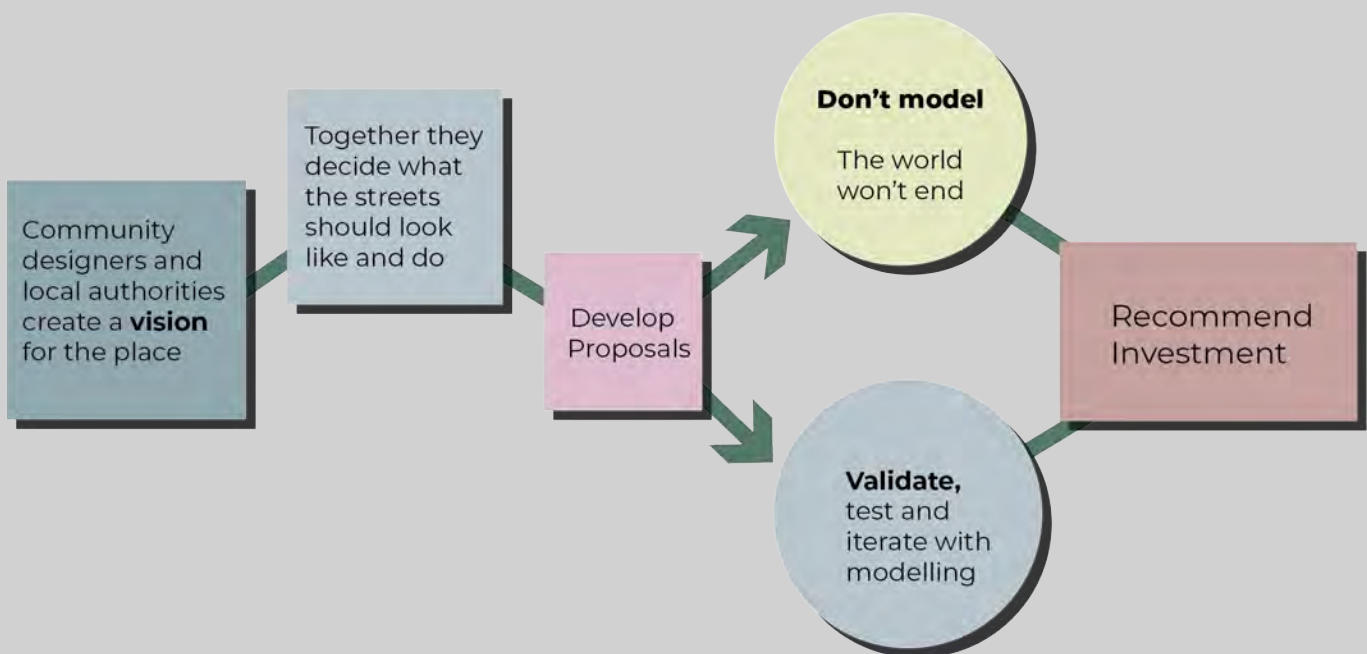 Community
designers and
local authorities
create a vision
for the place
Together they
decide what
the streets
should look
like and do
Develop
Proposals
Don't model
The world
won't end
Validate,
test and
iterate with
modelling
Recommend
Investment